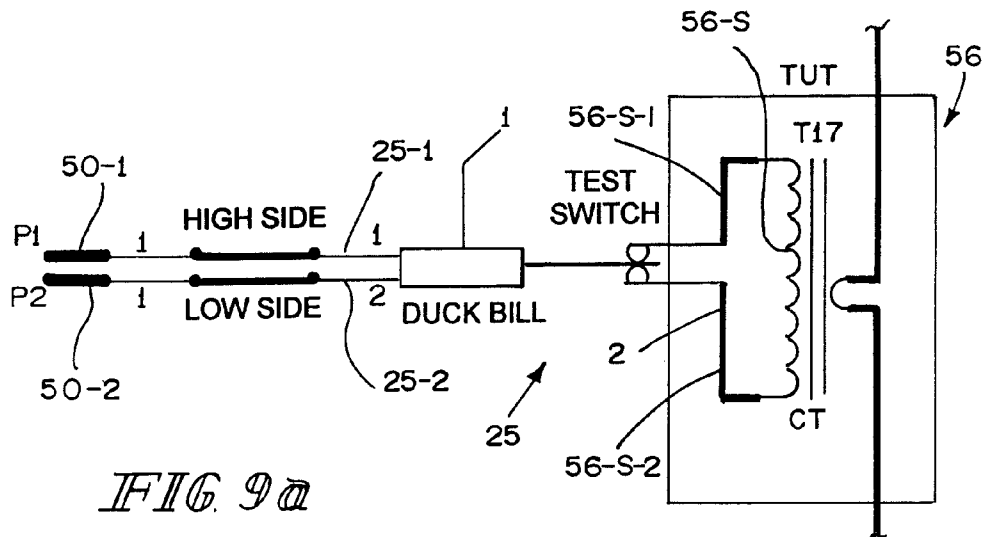 56-S
56
TUT
56-S-1
1
T17
50-1
25-1
TEST
SWITCH
HIGH SIDE
P1
1
1
P2
1
LOW SIDE
2
DUCK BILL
2
50-2
25-2
25
CT
56-S-2
FIG. 9a